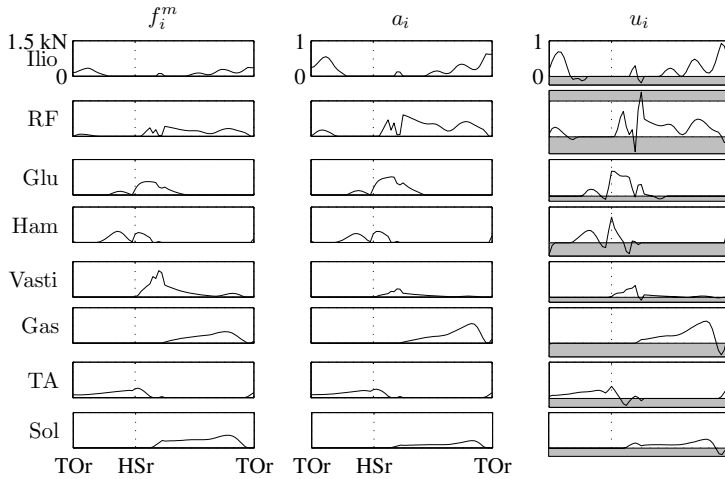 f_i^m a_i u_i
1.5 kN 1 1
Ilio
0 0 0
RF
Glu
Ham
Vasti
Gas
TA
Sol
TOr HSr TOr TOr HSr TOr